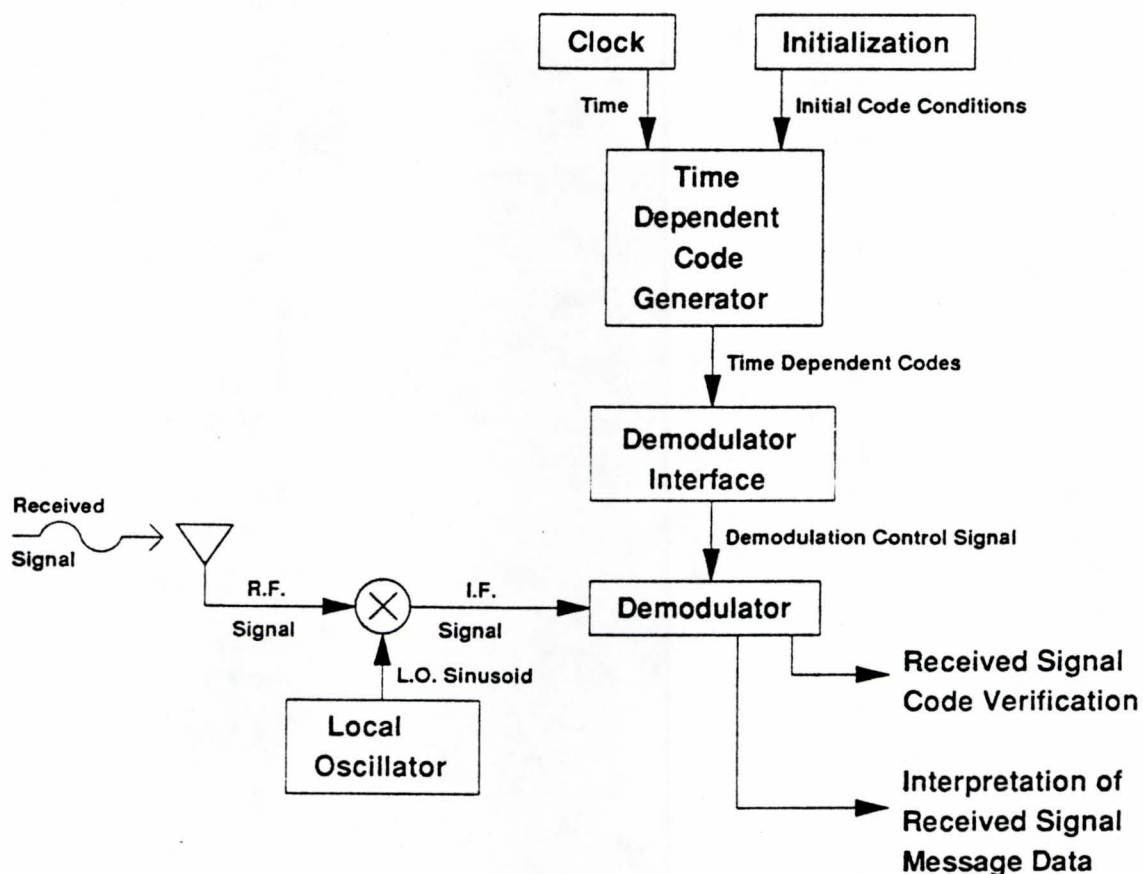 Clock
Initialization
Time
Initial Code Conditions
Time
Dependent
Code
Generator
Time Dependent Codes
Demodulator
Interface
Received
Signal
Demodulation Control Signal
R.F.
Signal
I.F.
Signal
Demodulator
L.O. Sinusoid
Local
Oscillator
Received Signal
Code Verification
Interpretation of
Received Signal
Message Data